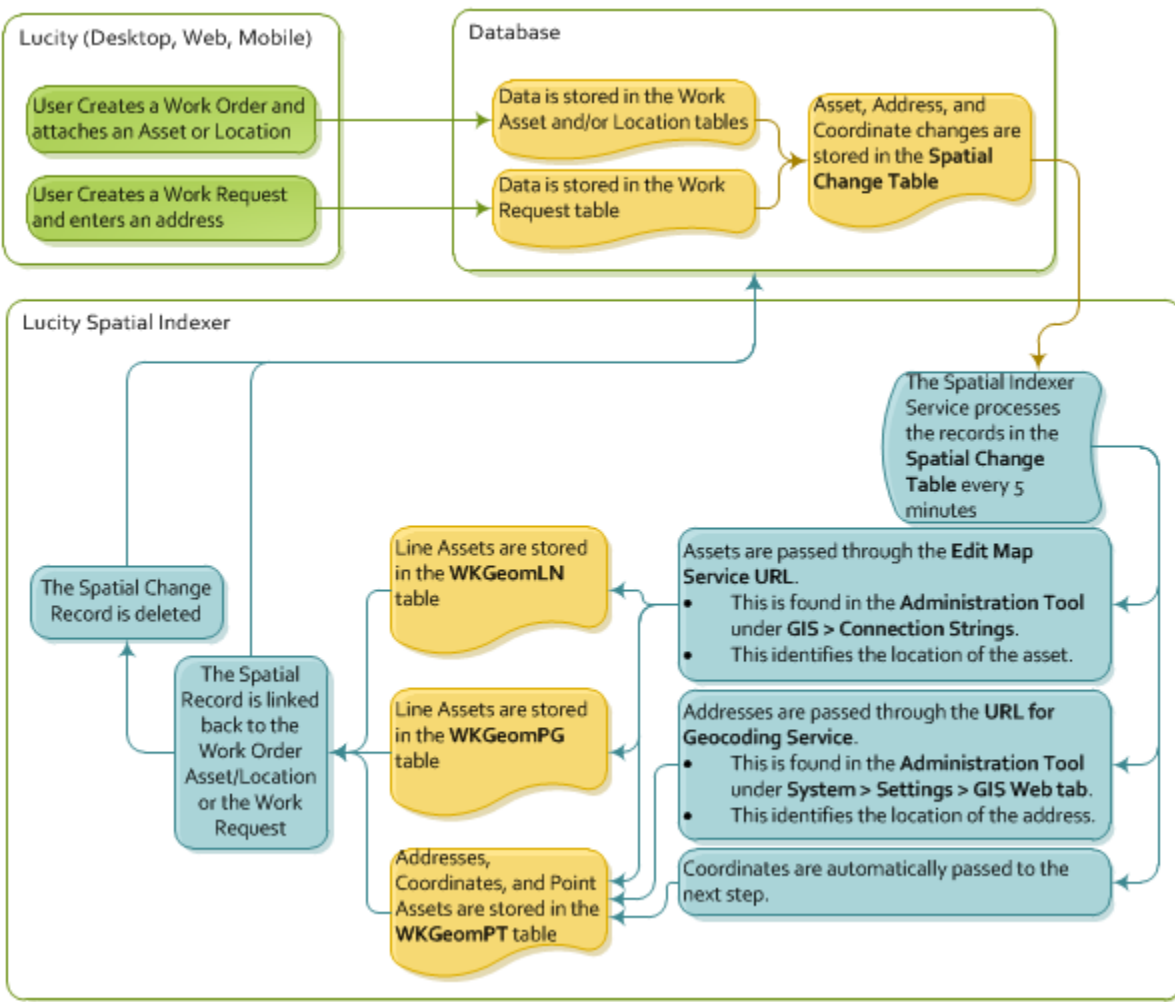 Lucity (Desktop, Web, Mobile)
User Creates a Work Order and
attaches an Asset or Location
User Creates a Work Request
and enters an address
Database
Data is stored in the Work
Asset and/or Location tables
Data is stored in the Work
Request table
Asset, Address, and
Coordinate changes are
stored in the Spatial
Change Table
Lucity Spatial Indexer
The Spatial Indexer
Service processes
the records in the
Spatial Change
Table every 5
minutes
Assets are passed through the Edit Map
Service URL.
• This is found in the Administration Tool
under GIS > Connection Strings.
• This identifies the location of the asset.
Addresses are passed through the URL for
Geocoding Service.
• This is found in the Administration Tool
under System > Settings > GIS Web tab.
• This identifies the location of the address.
Coordinates are automatically passed to the
next step.
Line Assets are stored
in the WKGeomLN
table
Line Assets are stored
in the WKGeomPG
table
Addresses,
Coordinates, and Point
Assets are stored in the
WKGeomPT table
The Spatial
Record is linked
back to the
Work Order
Asset/Location
or the Work
Request
The Spatial Change
Record is deleted